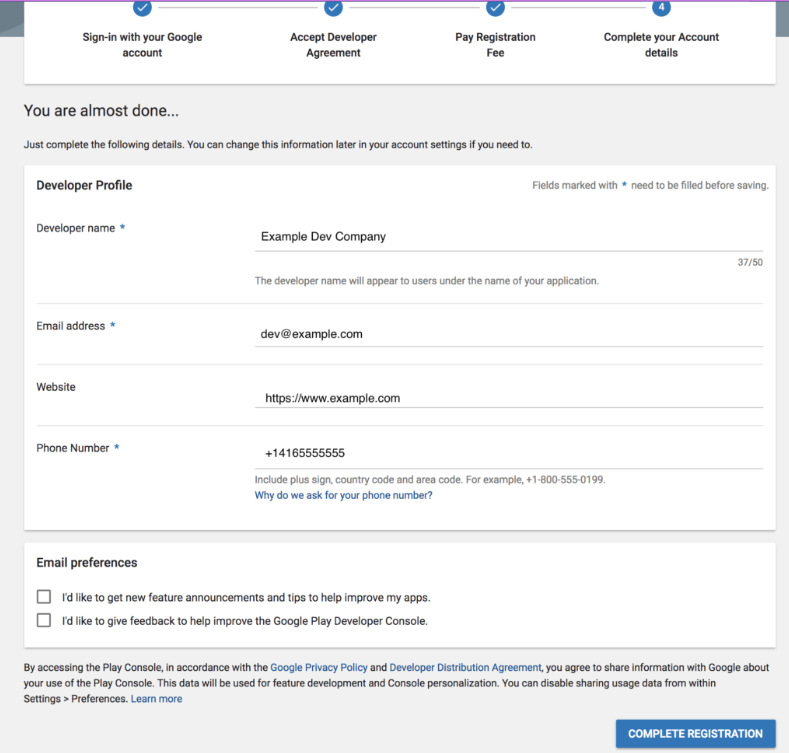 4
Sign-in with your Google account
Accept Developer Agreement
Pay Registration Fee
Complete your Account details
You are almost done...
Just complete the following details. You can change this information later in your account settings if you need to.
Developer Profile
Fields marked with * need to be filled before saving.
Developer name *
Example Dev Company
37/50
The developer name will appear to users under the name of your application.
Email address *
dev@example.com
Website
https://www.example.com
Phone Number *
+14165555555
Include plus sign, country code and area code. For example, +1-800-555-0199.
Why do we ask for your phone number?
Email preferences
I'd like to get new feature announcements and tips to help improve my apps.
I'd like to give feedback to help improve the Google Play Developer Console.
By accessing the Play Console, in accordance with the Google Privacy Policy and Developer Distribution Agreement, you agree to share information with Google about
your use of the Play Console. This data will be used for feature development and Console personalization. You can disable sharing usage data from within
Settings > Preferences. Learn more
COMPLETE REGISTRATION